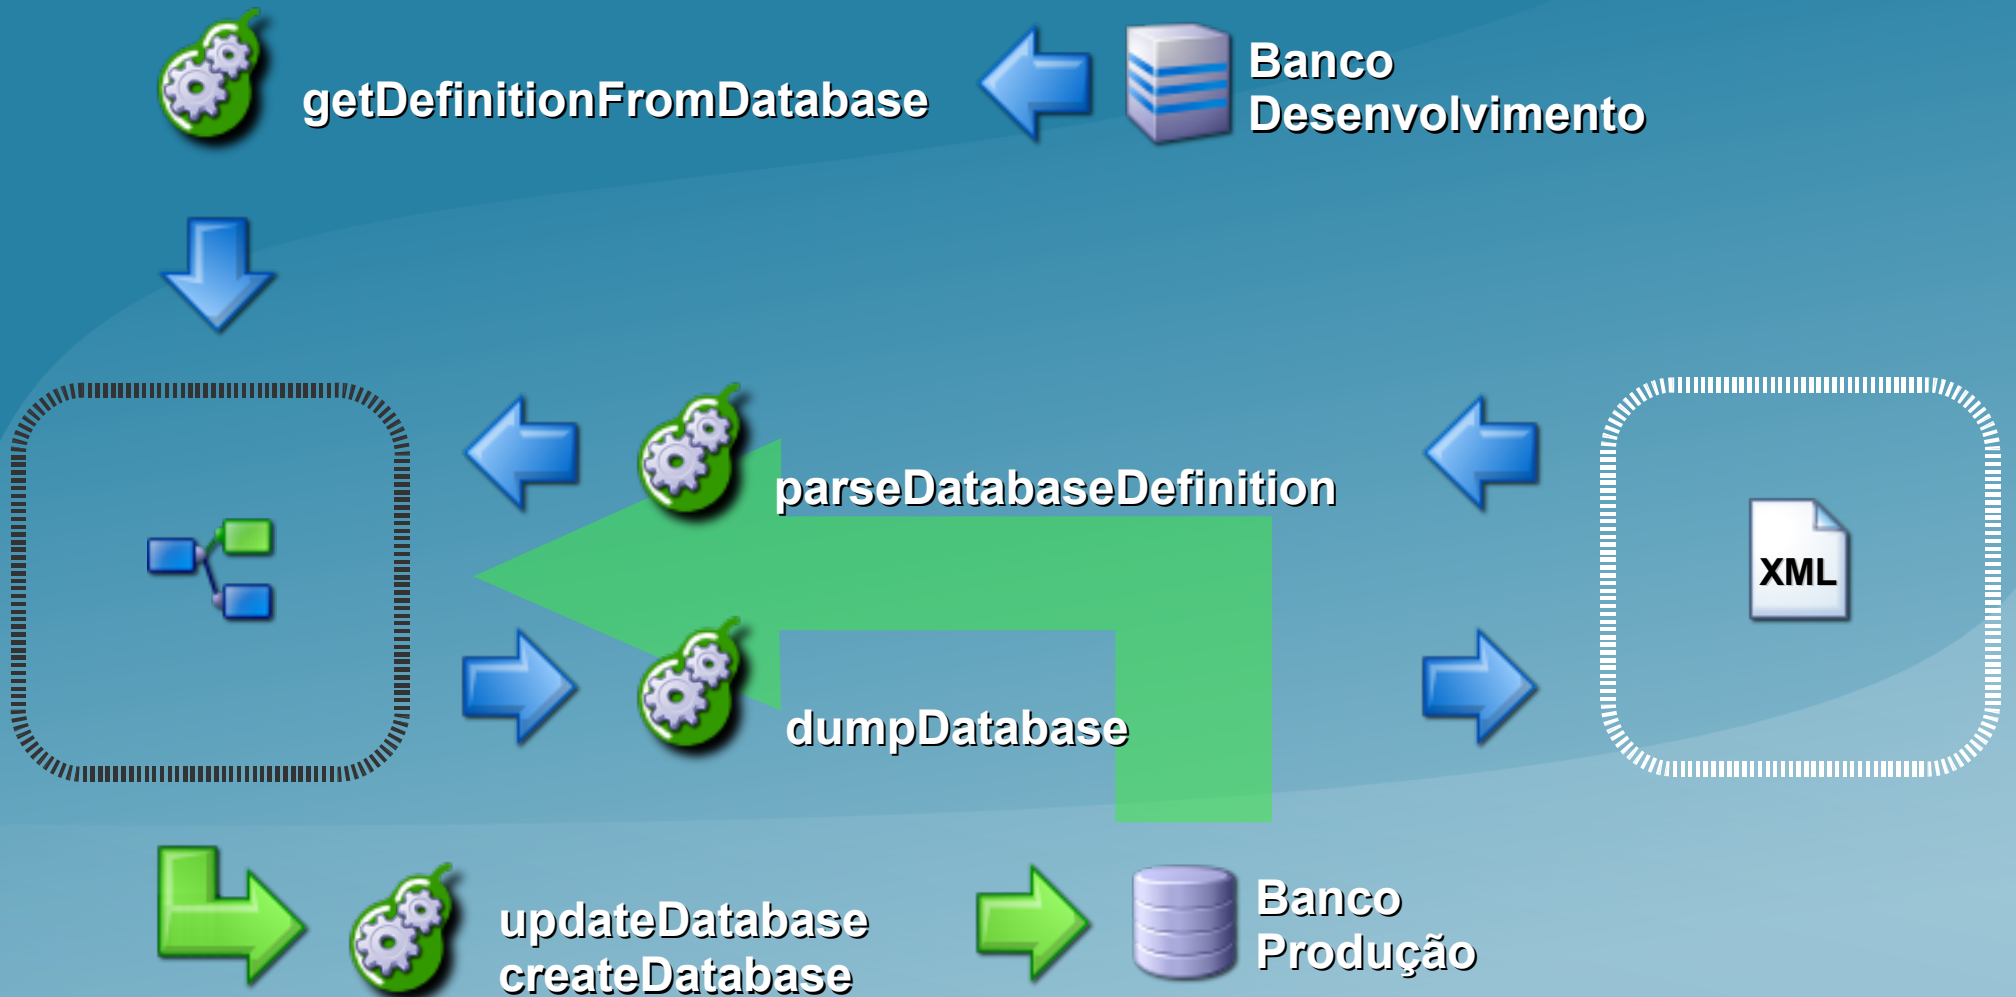 getDefinitionFromDatabase
Banco
Desenvolvimento
parseDatabaseDefinition
XML
dumpDatabase
updateDatabase
createDatabase
Banco
Produção